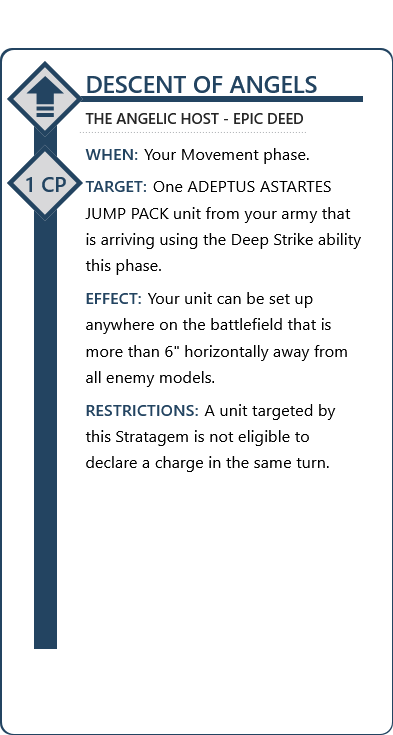 DESCENT OF ANGELS
THE ANGELIC HOST - EPIC DEED
WHEN: Your Movement phase.
1 CP
TARGET: One ADEPTUS ASTARTES
JUMP PACK unit from your army that
is arriving using the Deep Strike ability
this phase.
EFFECT: Your unit can be set up
anywhere on the battlefield that is
more than 6" horizontally away from
all enemy models.
RESTRICTIONS: A unit targeted by
this Stratagem is not eligible to
declare a charge in the same turn.